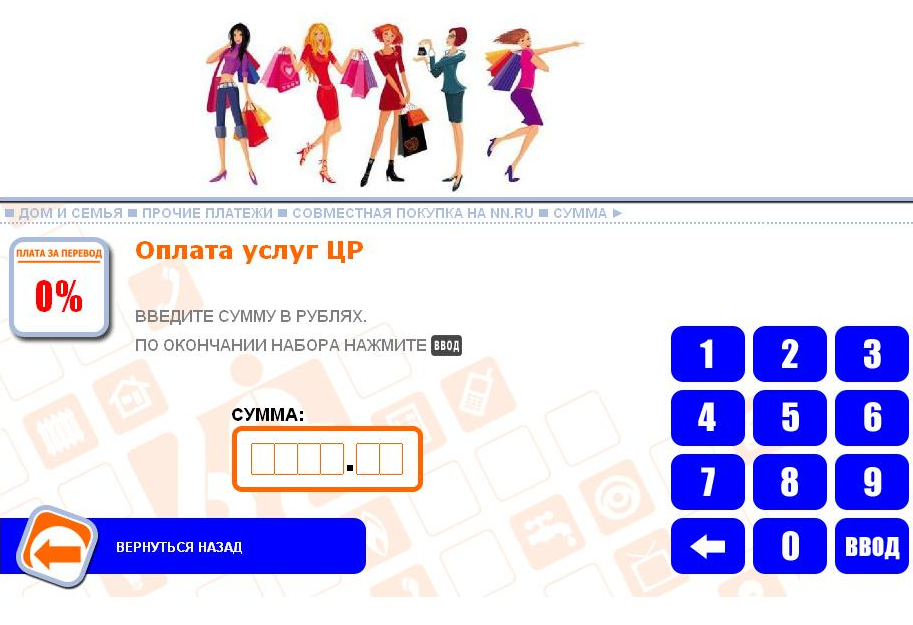 ДОМ И СЕМЬЯ ПРОЧИЕ ПЛАТЕЖИ СОВМЕСТНАЯ ПОКУПКА НА NN.RU СУММА
ПЛАТА ЗА ПЕРЕВОД
0%
Оплата услуг ЦР
ВВЕДИТЕ СУММУ В РУБЛЯХ.
ПО ОКОНЧАНИИ НАБОРА НАЖМИТЕ ВВОД
СУММА:
ВЕРНУТЬСЯ НАЗАД
1 2 3
4 5 6
7 8 9
0 ВВОД